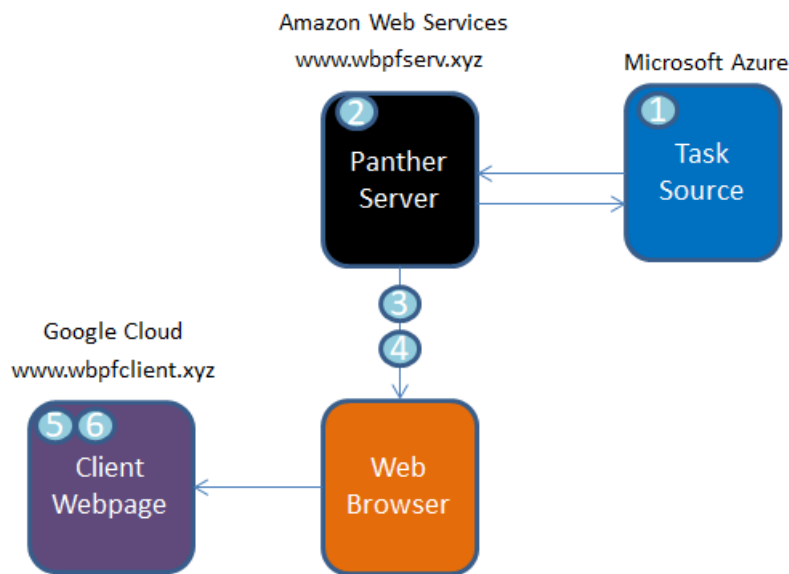 Amazon Web Services
www.wbpfserv.xyz
Microsoft Azure
2
Panther
Server
1
Task
Source
3
4
Google Cloud
www.wbpfclient.xyz
5 6
Client
Webpage
Web
Browser